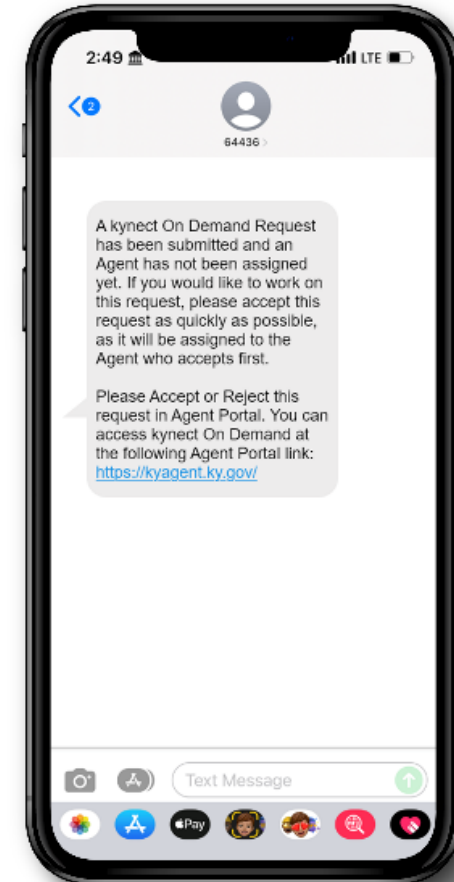 2:49
LTE
2
64436
A kynect On Demand Request
has been submitted and an
Agent has not been assigned
yet. If you would like to work on
this request, please accept this
request as quickly as possible,
as it will be assigned to the
Agent who accepts first.
Please Accept or Reject this
request in Agent Portal. You can
access kynect On Demand at
the following Agent Portal link:
https://kyagent.ky.gov/
Text Message
Pay